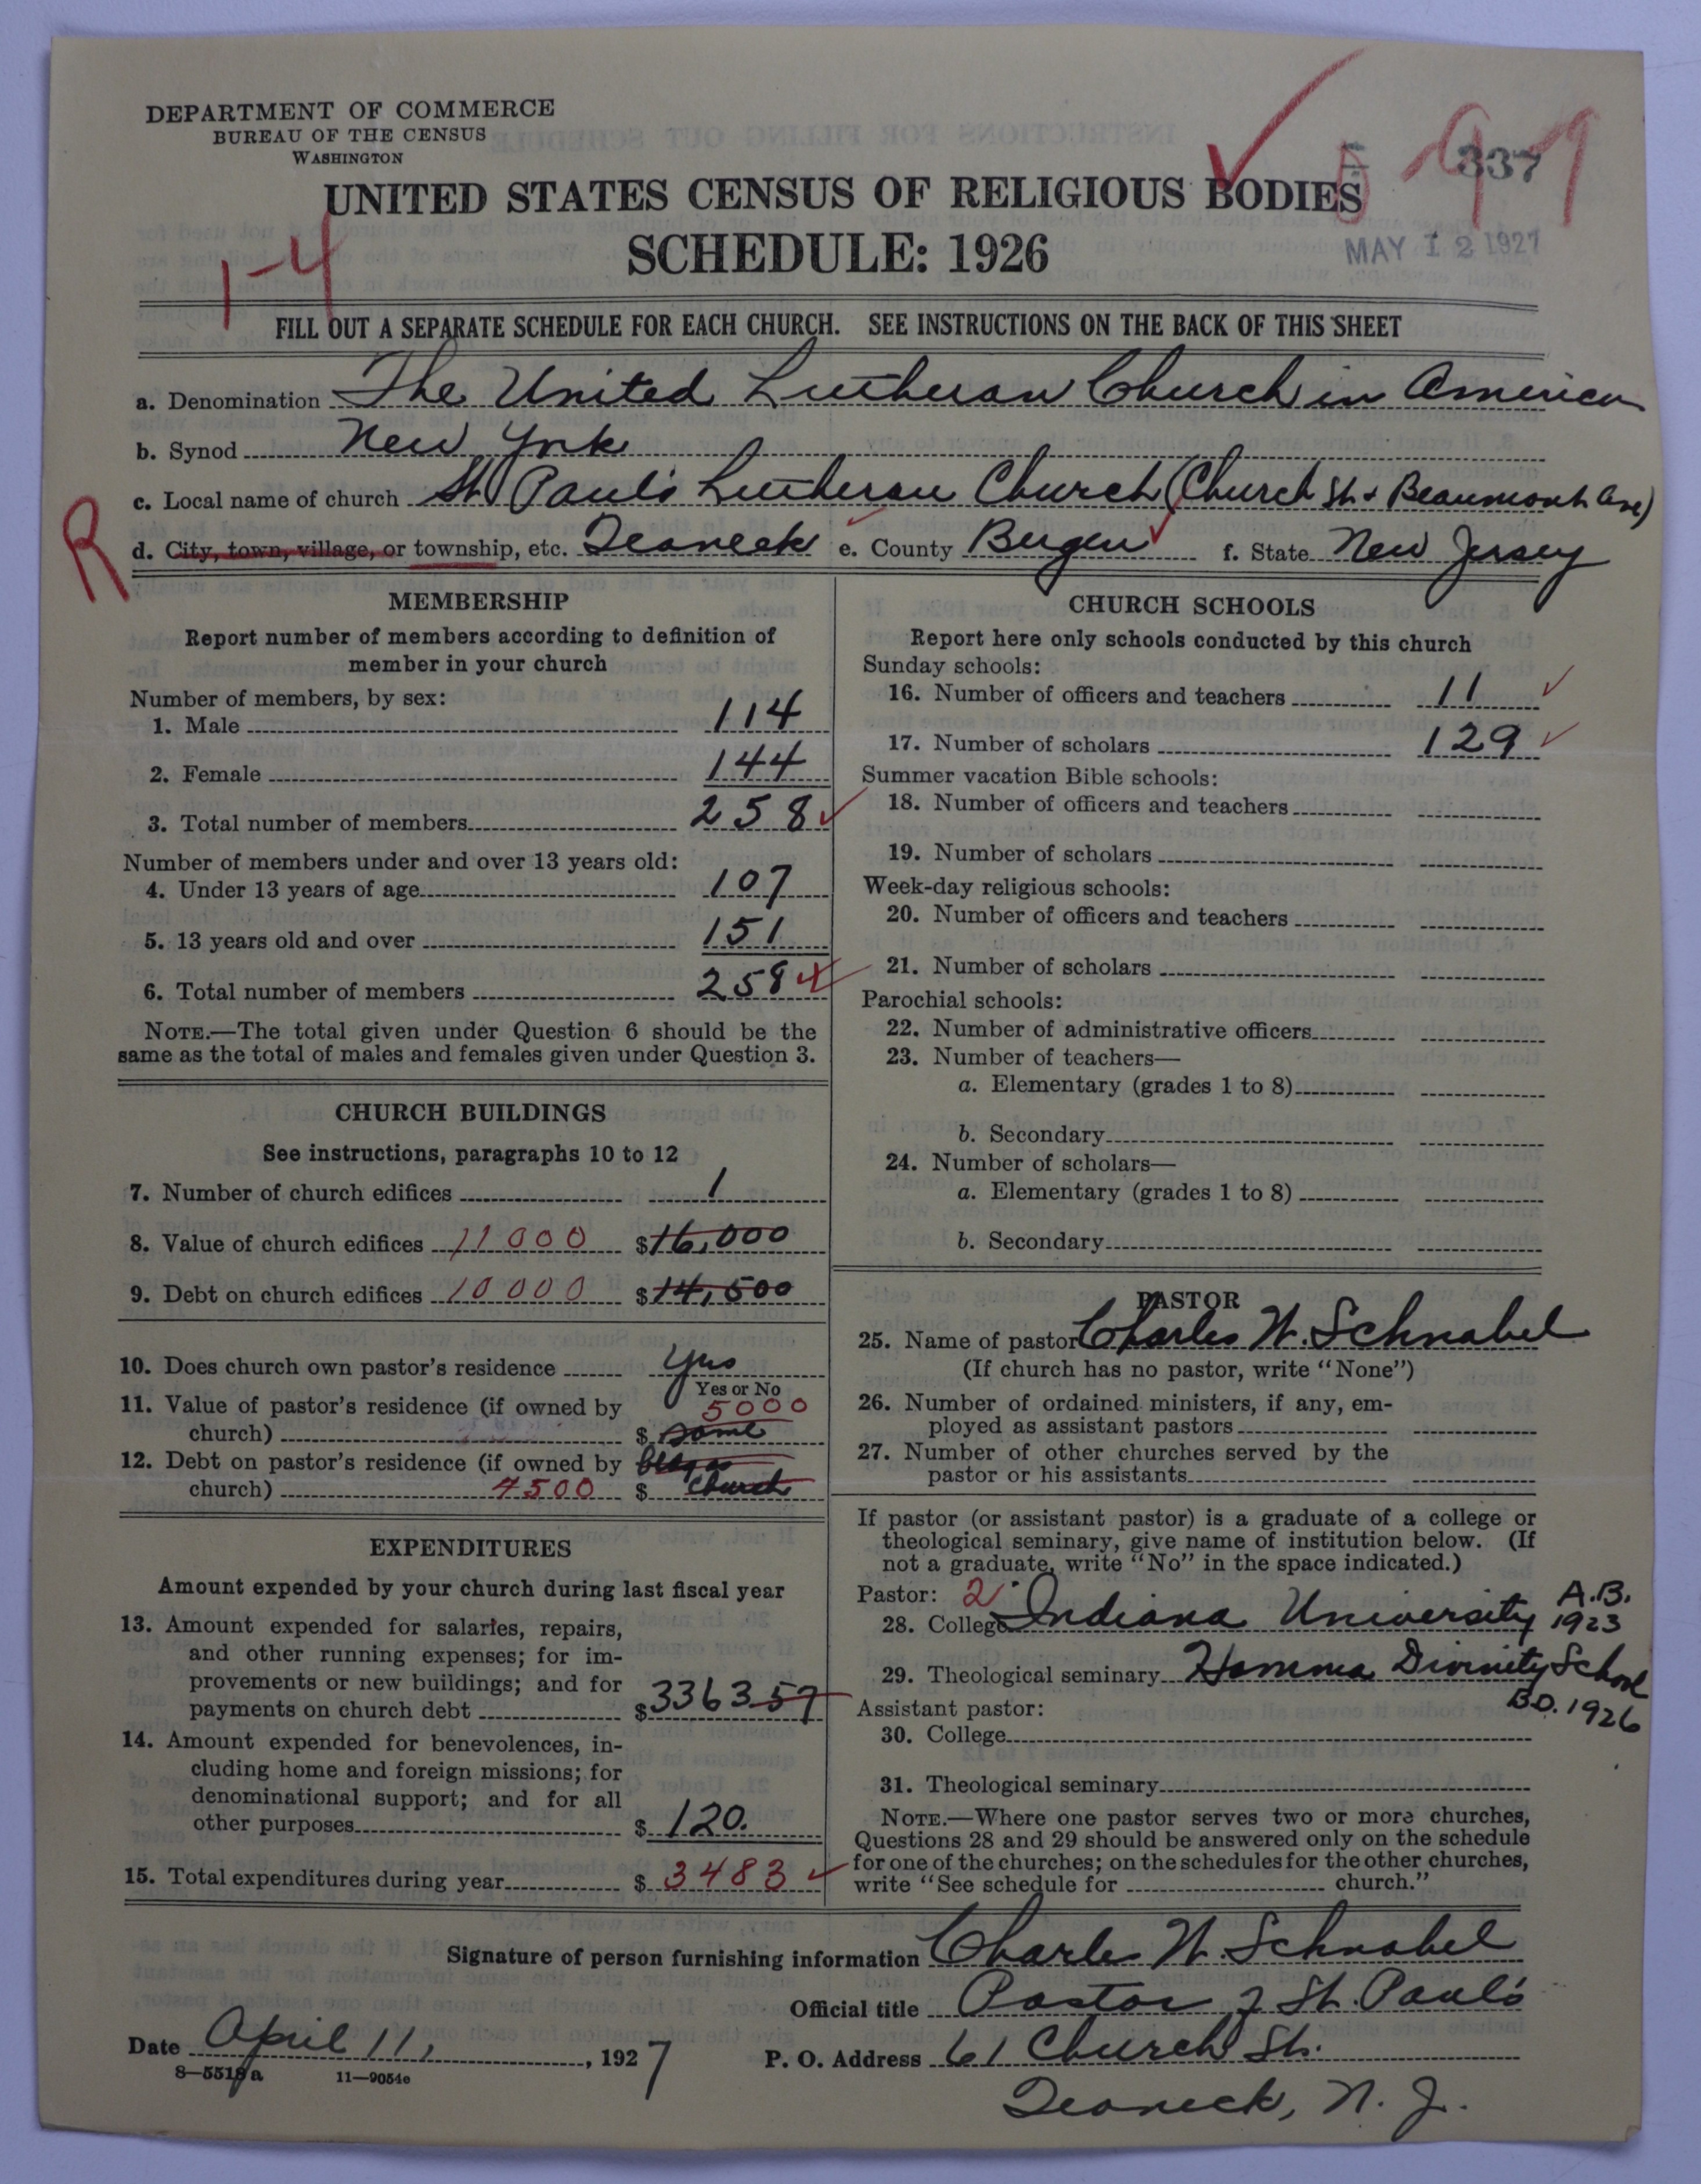 DEPARTMENT OF COMMERCE
BUREAU OF THE CENSUS
WASHINGTON
UNITED STATES CENSUS OF RELIGIOUS BODIES
SCHEDULE: 1926
337
MAY 12 1927
1-4
FILL OUT A SEPARATE SCHEDULE FOR EACH CHURCH. SEE INSTRUCTIONS ON THE BACK OF THIS SHEET
a. Denomination The United Lutheran Church in America
b. Synod New York
c. Local name of church St. Paul's Lutheran Church (Church St. & Beaumont Ave)
R
d. City, town, village, or township, etc. Teaneck e. County Bergen f. State New Jersey
MEMBERSHIP
Report number of members according to definition of
member in your church
Number of members, by sex:
1. Male 114
2. Female 144
3. Total number of members 258
Number of members under and over 13 years old:
4. Under 13 years of age 107
5. 13 years old and over 151
6. Total number of members 258
NOTE.—The total given under Question 6 should be the
same as the total of males and females given under Question 3.
CHURCH BUILDINGS
See instructions, paragraphs 10 to 12
7. Number of church edifices 1
8. Value of church edifices 11000 $16,000
9. Debt on church edifices 10000 $14,500
10. Does church own pastor's residence yes
Yes or No
11. Value of pastor's residence (if owned by 5000
church) $ same
12. Debt on pastor's residence (if owned by bldg as
church) 4500 $ church
EXPENDITURES
Amount expended by your church during last fiscal year
13. Amount expended for salaries, repairs,
and other running expenses; for im-
provements or new buildings; and for
payments on church debt $3363 57
14. Amount expended for benevolences, in-
cluding home and foreign missions; for
denominational support; and for all
other purposes $120.
15. Total expenditures during year $3483
CHURCH SCHOOLS
Report here only schools conducted by this church
Sunday schools:
16. Number of officers and teachers 11
17. Number of scholars 129
Summer vacation Bible schools:
18. Number of officers and teachers
19. Number of scholars
Week-day religious schools:
20. Number of officers and teachers
21. Number of scholars
Parochial schools:
22. Number of administrative officers
23. Number of teachers—
a. Elementary (grades 1 to 8)
b. Secondary
24. Number of scholars—
a. Elementary (grades 1 to 8)
b. Secondary
PASTOR
25. Name of pastor Charles W. Schnabel
(If church has no pastor, write "None")
26. Number of ordained ministers, if any, em-
ployed as assistant pastors
27. Number of other churches served by the
pastor or his assistants
If pastor (or assistant pastor) is a graduate of a college or
theological seminary, give name of institution below. (If
not a graduate, write "No" in the space indicated.)
Pastor: 2 A.B.
28. College Indiana University 1923
29. Theological seminary Hamma Divinity School
B.D. 1926
Assistant pastor:
30. College
31. Theological seminary
NOTE.—Where one pastor serves two or more churches,
Questions 28 and 29 should be answered only on the schedule
for one of the churches; on the schedules for the other churches,
write "See schedule for church."
Signature of person furnishing information Charles W. Schnabel
Official title Pastor of St. Paul's
Date April 11, 1927
P. O. Address 61 Church St.
Teaneck, N. J.
8—5518a 11—9054c